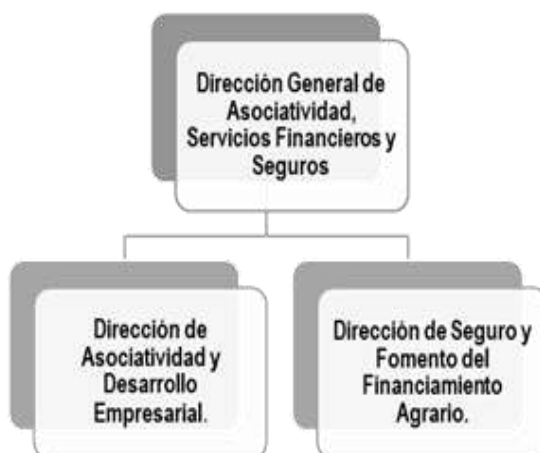 Dirección General de
Asociatividad,
Servicios Financieros y
Seguros
Dirección de
Asociatividad y
Desarrollo
Empresarial.
Dirección de Seguro y
Fomento del
Financiamiento
Agrario.